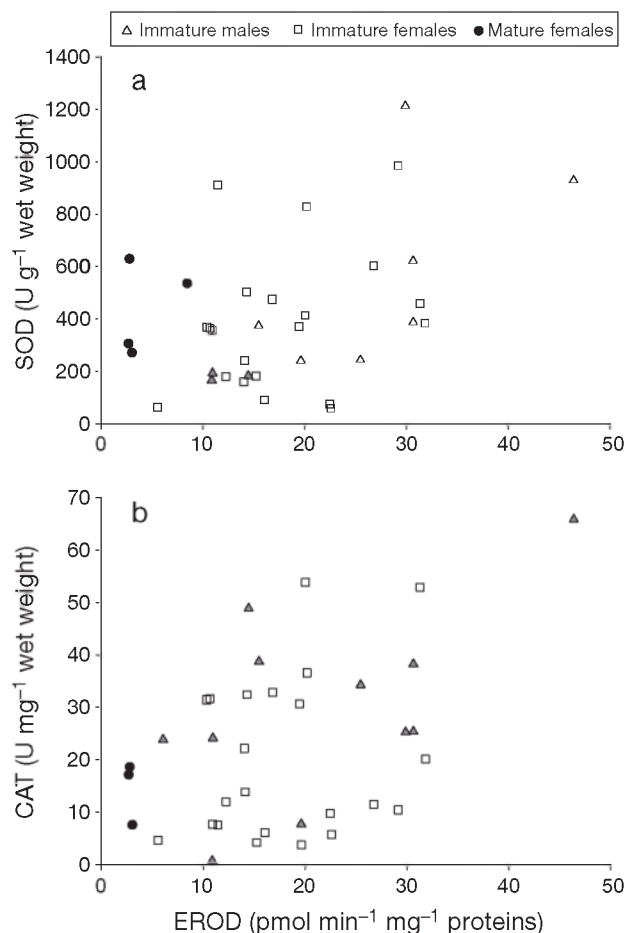 Immature males Immature females Mature females
a
1400
1200
1000
800
600
400
200
0
SOD (U g⁻¹ wet weight)
0 10 20 30 40 50
b
70
60
50
40
30
20
10
0
CAT (U mg⁻¹ wet weight)
0 10 20 30 40 50
EROD (pmol min⁻¹ mg⁻¹ proteins)